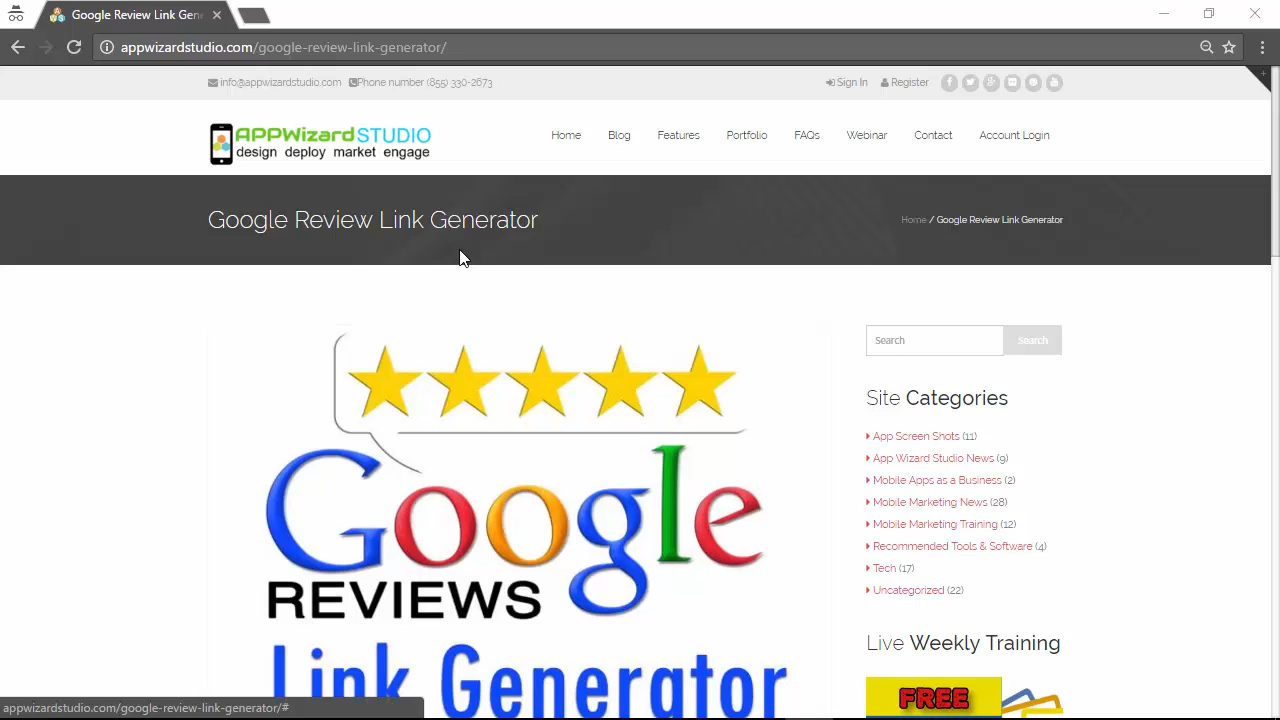 Google Review Link Gen
appwizardstudio.com/google-review-link-generator/
info@appwizardstudio.com Phone number (855) 330-2673
Sign In Register
APPWizardSTUDIO
design deploy market engage
Home Blog Features Portfolio FAQs Webinar Contact Account Login
Google Review Link Generator
Home / Google Review Link Generator
Google
REVIEWS
Link Generator
Search Search
Site Categories
App Screen Shots (11)
App Wizard Studio News (9)
Mobile Apps as a Business (2)
Mobile Marketing News (28)
Mobile Marketing Training (12)
Recommended Tools & Software (4)
Tech (17)
Uncategorized (22)
Live Weekly Training
FREE
appwizardstudio.com/google-review-link-generator/#